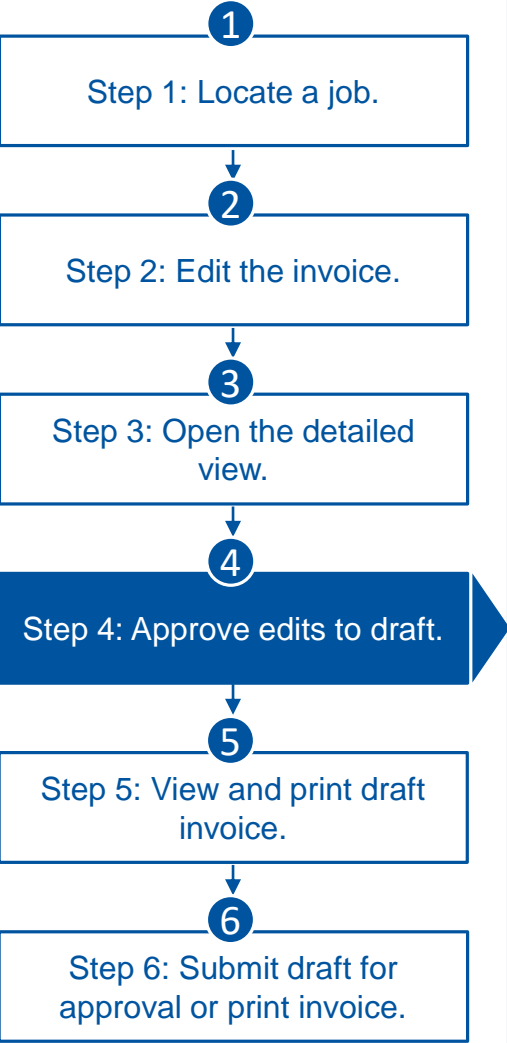 1
Step 1: Locate a job.
2
Step 2: Edit the invoice.
3
Step 3: Open the detailed
view.
4
Step 4: Approve edits to draft.
5
Step 5: View and print draft
invoice.
6
Step 6: Submit draft for
approval or print invoice.